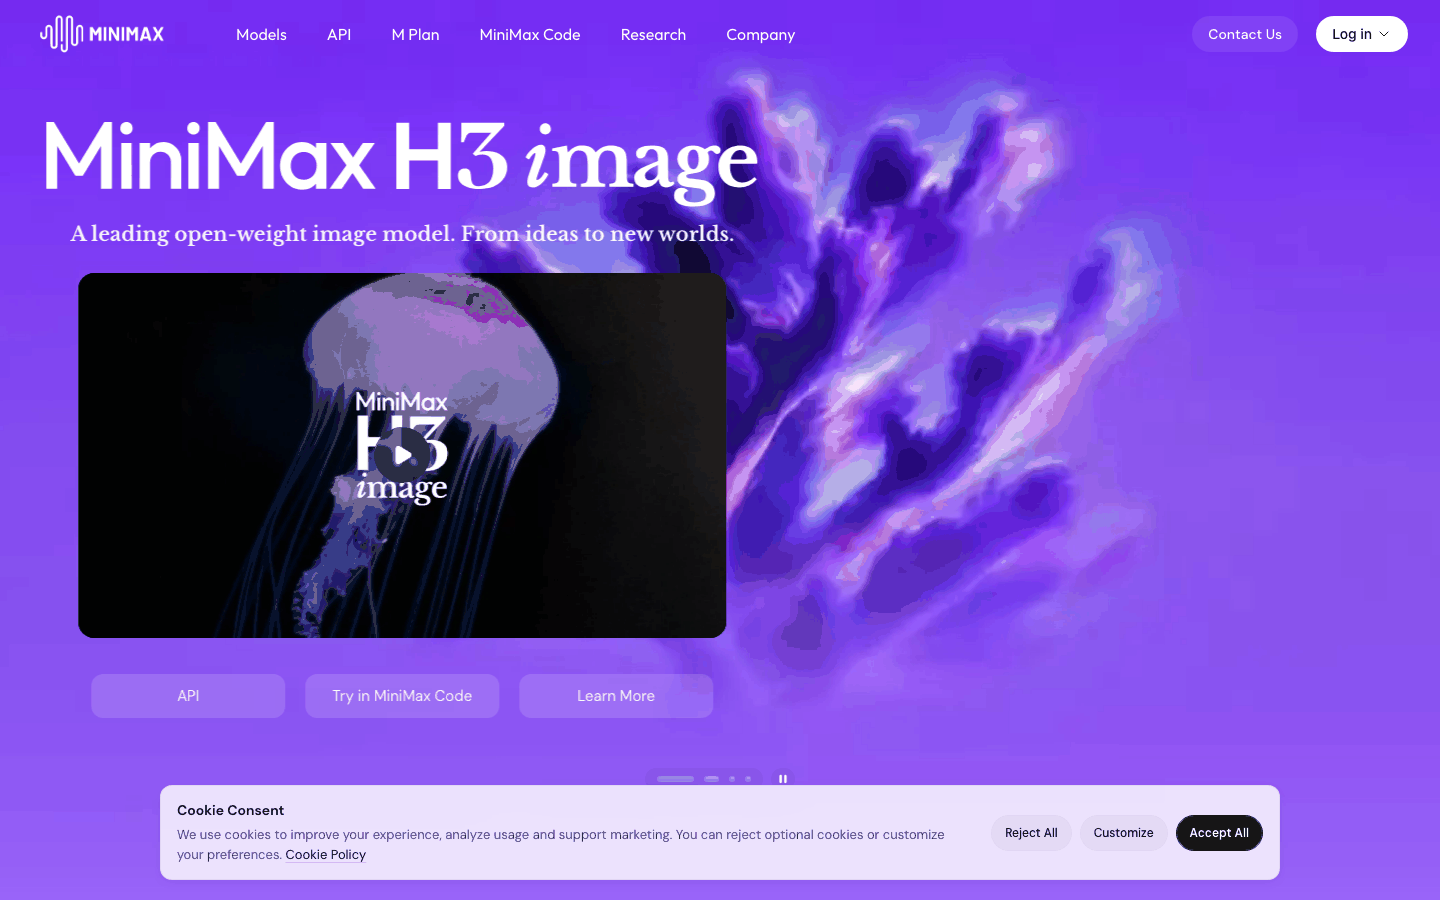 MINIMAX
Models
API
M Plan
MiniMax Code
Research
Company
Contact Us
Log in
MiniMax H3 image
A leading open-weight image model. From ideas to new worlds.
MiniMax
H3
image
API
Try in MiniMax Code
Learn More
Cookie Consent
We use cookies to improve your experience, analyze usage and support marketing. You can reject optional cookies or customize
your preferences. Cookie Policy
Reject All
Customize
Accept All